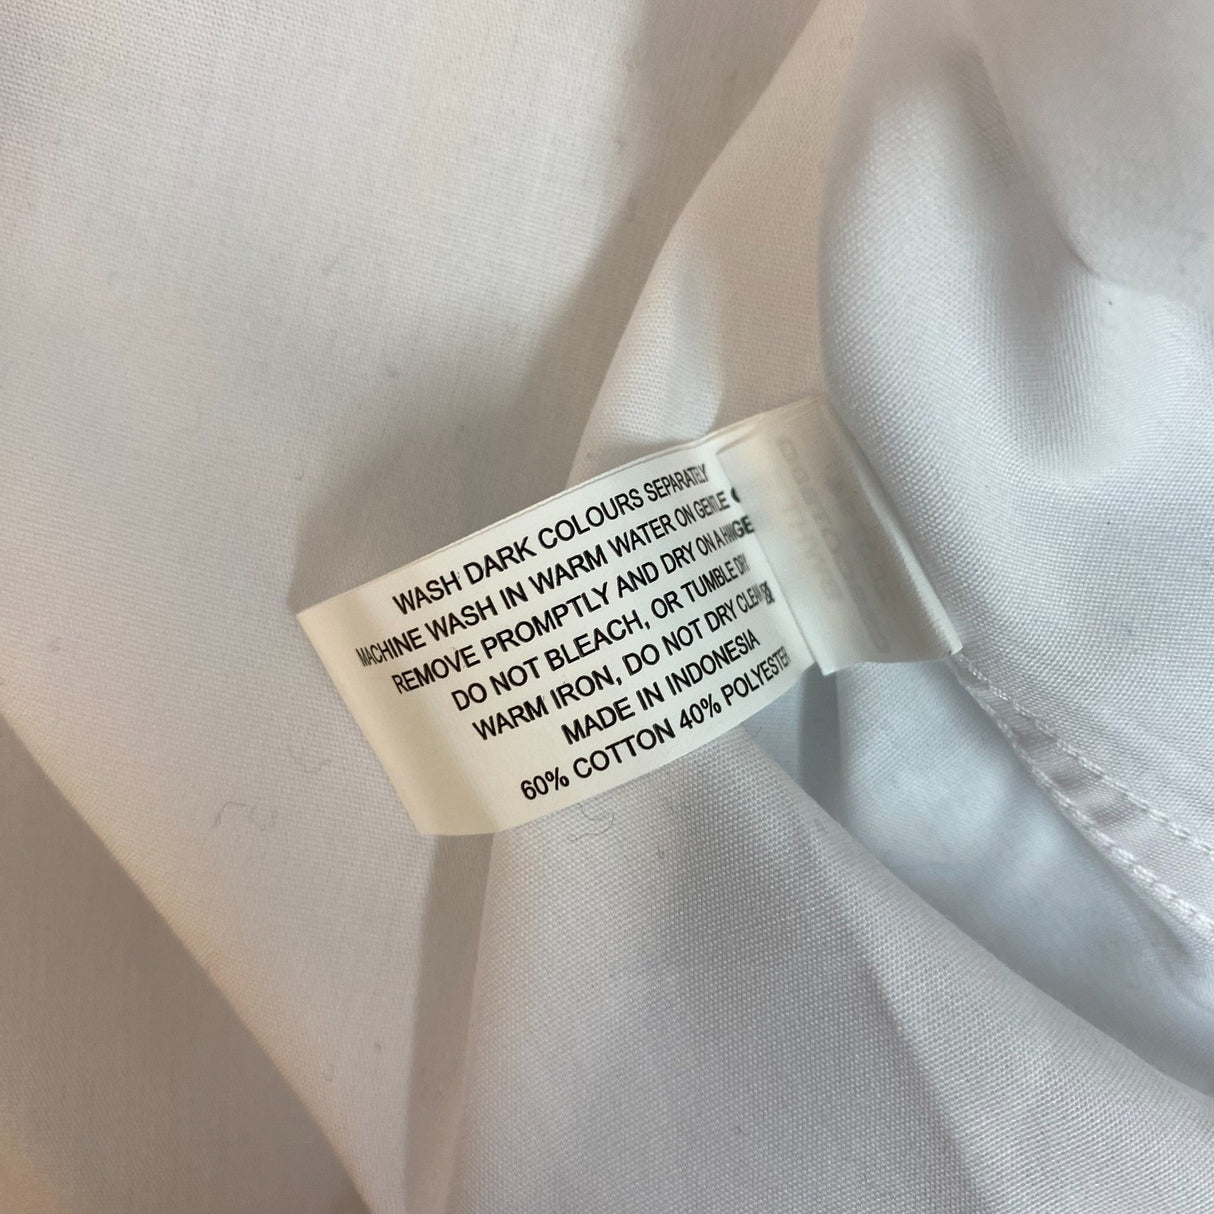 WASH DARK COLOURS SEPARATELY
MACHINE WASH IN WARM WATER ON GENTLE
REMOVE PROMPTLY AND DRY ON A HANGE
DO NOT BLEACH, OR TUMBLE DRY
WARM IRON, DO NOT DRY CLEAN
MADE IN INDONESIA
60% COTTON 40% POLYESTER